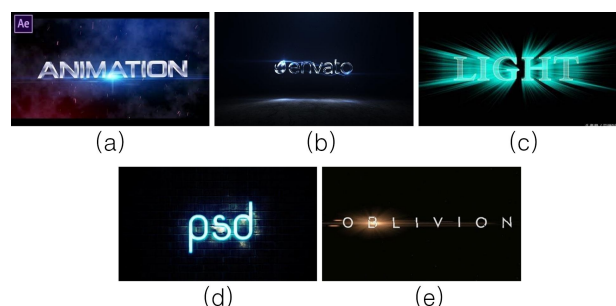 Ae
ANIMATION
envato
LIGHT
(a)
(b)
(c)
psd
OBLIVION
(d)
(e)